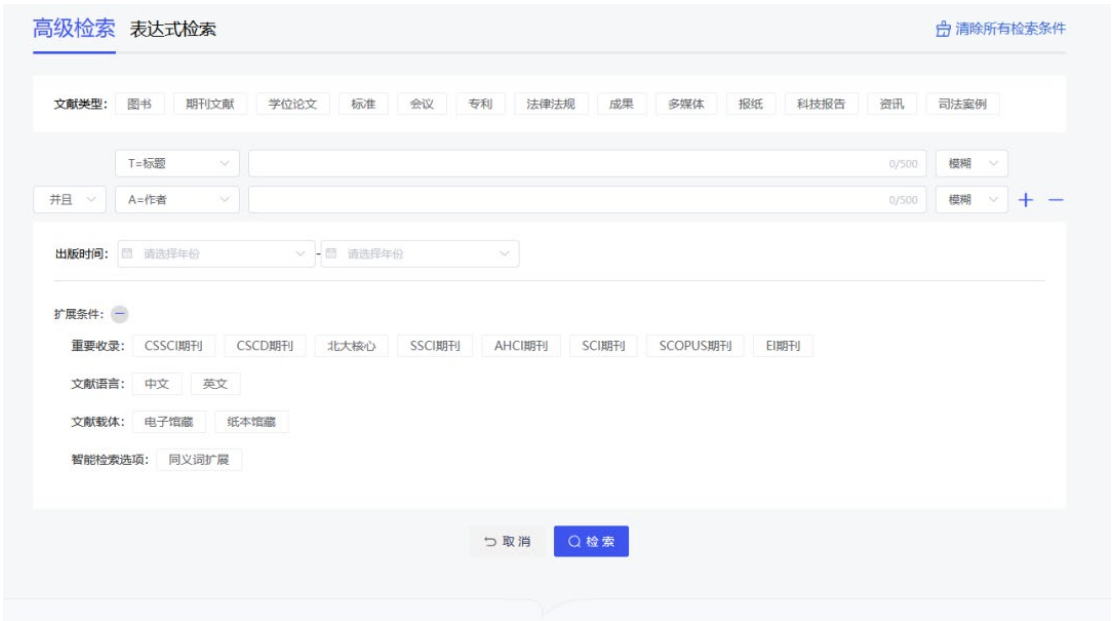 高级检索 表达式检索 清除所有检索条件
文献类型: 图书 期刊文献 学位论文 标准 会议 专利 法律法规 成果 多媒体 报纸 科技报告 资讯 司法案例
T=标题 0/500 模糊
并且 A=作者 0/500 模糊
出版时间: 请选择年份 - 请选择年份
扩展条件:
重要收录: CSSCI期刊 CSCD期刊 北大核心 SSCI期刊 AHCI期刊 SCI期刊 SCOPUS期刊 EI期刊
文献语言: 中文 英文
文献载体: 电子馆藏 纸本馆藏
智能检索选项: 同义词扩展
取消 检索